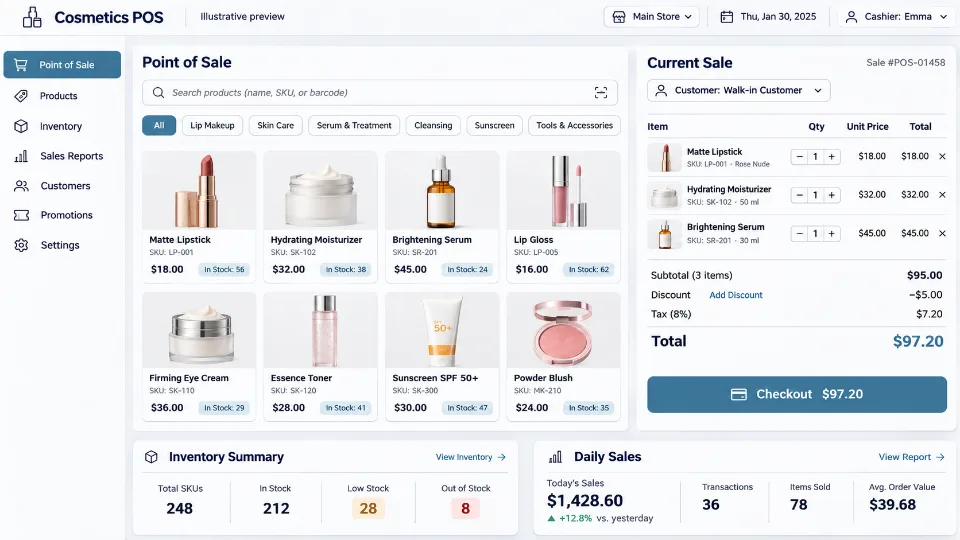 Cosmetics POS
Illustrative preview
Main Store
Thu, Jan 30, 2025
Cashier: Emma
Point of Sale
Products
Inventory
Sales Reports
Customers
Promotions
Settings
Point of Sale
Search products (name, SKU, or barcode)
All Lip Makeup Skin Care Serum & Treatment Cleansing Sunscreen Tools & Accessories
Matte Lipstick
SKU: LP-001
$18.00 In Stock: 56
Hydrating Moisturizer
SKU: SK-102
$32.00 In Stock: 38
Brightening Serum
SKU: SR-201
$45.00 In Stock: 24
Lip Gloss
SKU: LP-005
$16.00 In Stock: 62
Firming Eye Cream
SKU: SK-110
$36.00 In Stock: 29
Essence Toner
SKU: SK-120
$28.00 In Stock: 41
50+
Sunscreen SPF 50+
SKU: SK-300
$30.00 In Stock: 47
Powder Blush
SKU: MK-210
$24.00 In Stock: 35
Current Sale
Sale #POS-01458
Customer: Walk-in Customer
Item Qty Unit Price Total
Matte Lipstick
SKU: LP-001 · Rose Nude
− 1 + $18.00 $18.00 ×
Hydrating Moisturizer
SKU: SK-102 · 50 ml
− 1 + $32.00 $32.00 ×
Brightening Serum
SKU: SR-201 · 30 ml
− 1 + $45.00 $45.00 ×
Subtotal (3 items) $95.00
Discount Add Discount −$5.00
Tax (8%) $7.20
Total $97.20
Checkout $97.20
Inventory Summary
View Inventory →
Total SKUs
248
In Stock
212
Low Stock
28
Out of Stock
8
Daily Sales
View Report →
Today's Sales
$1,428.60
▲ +12.8% vs. yesterday
Transactions
36
Items Sold
78
Avg. Order Value
$39.68